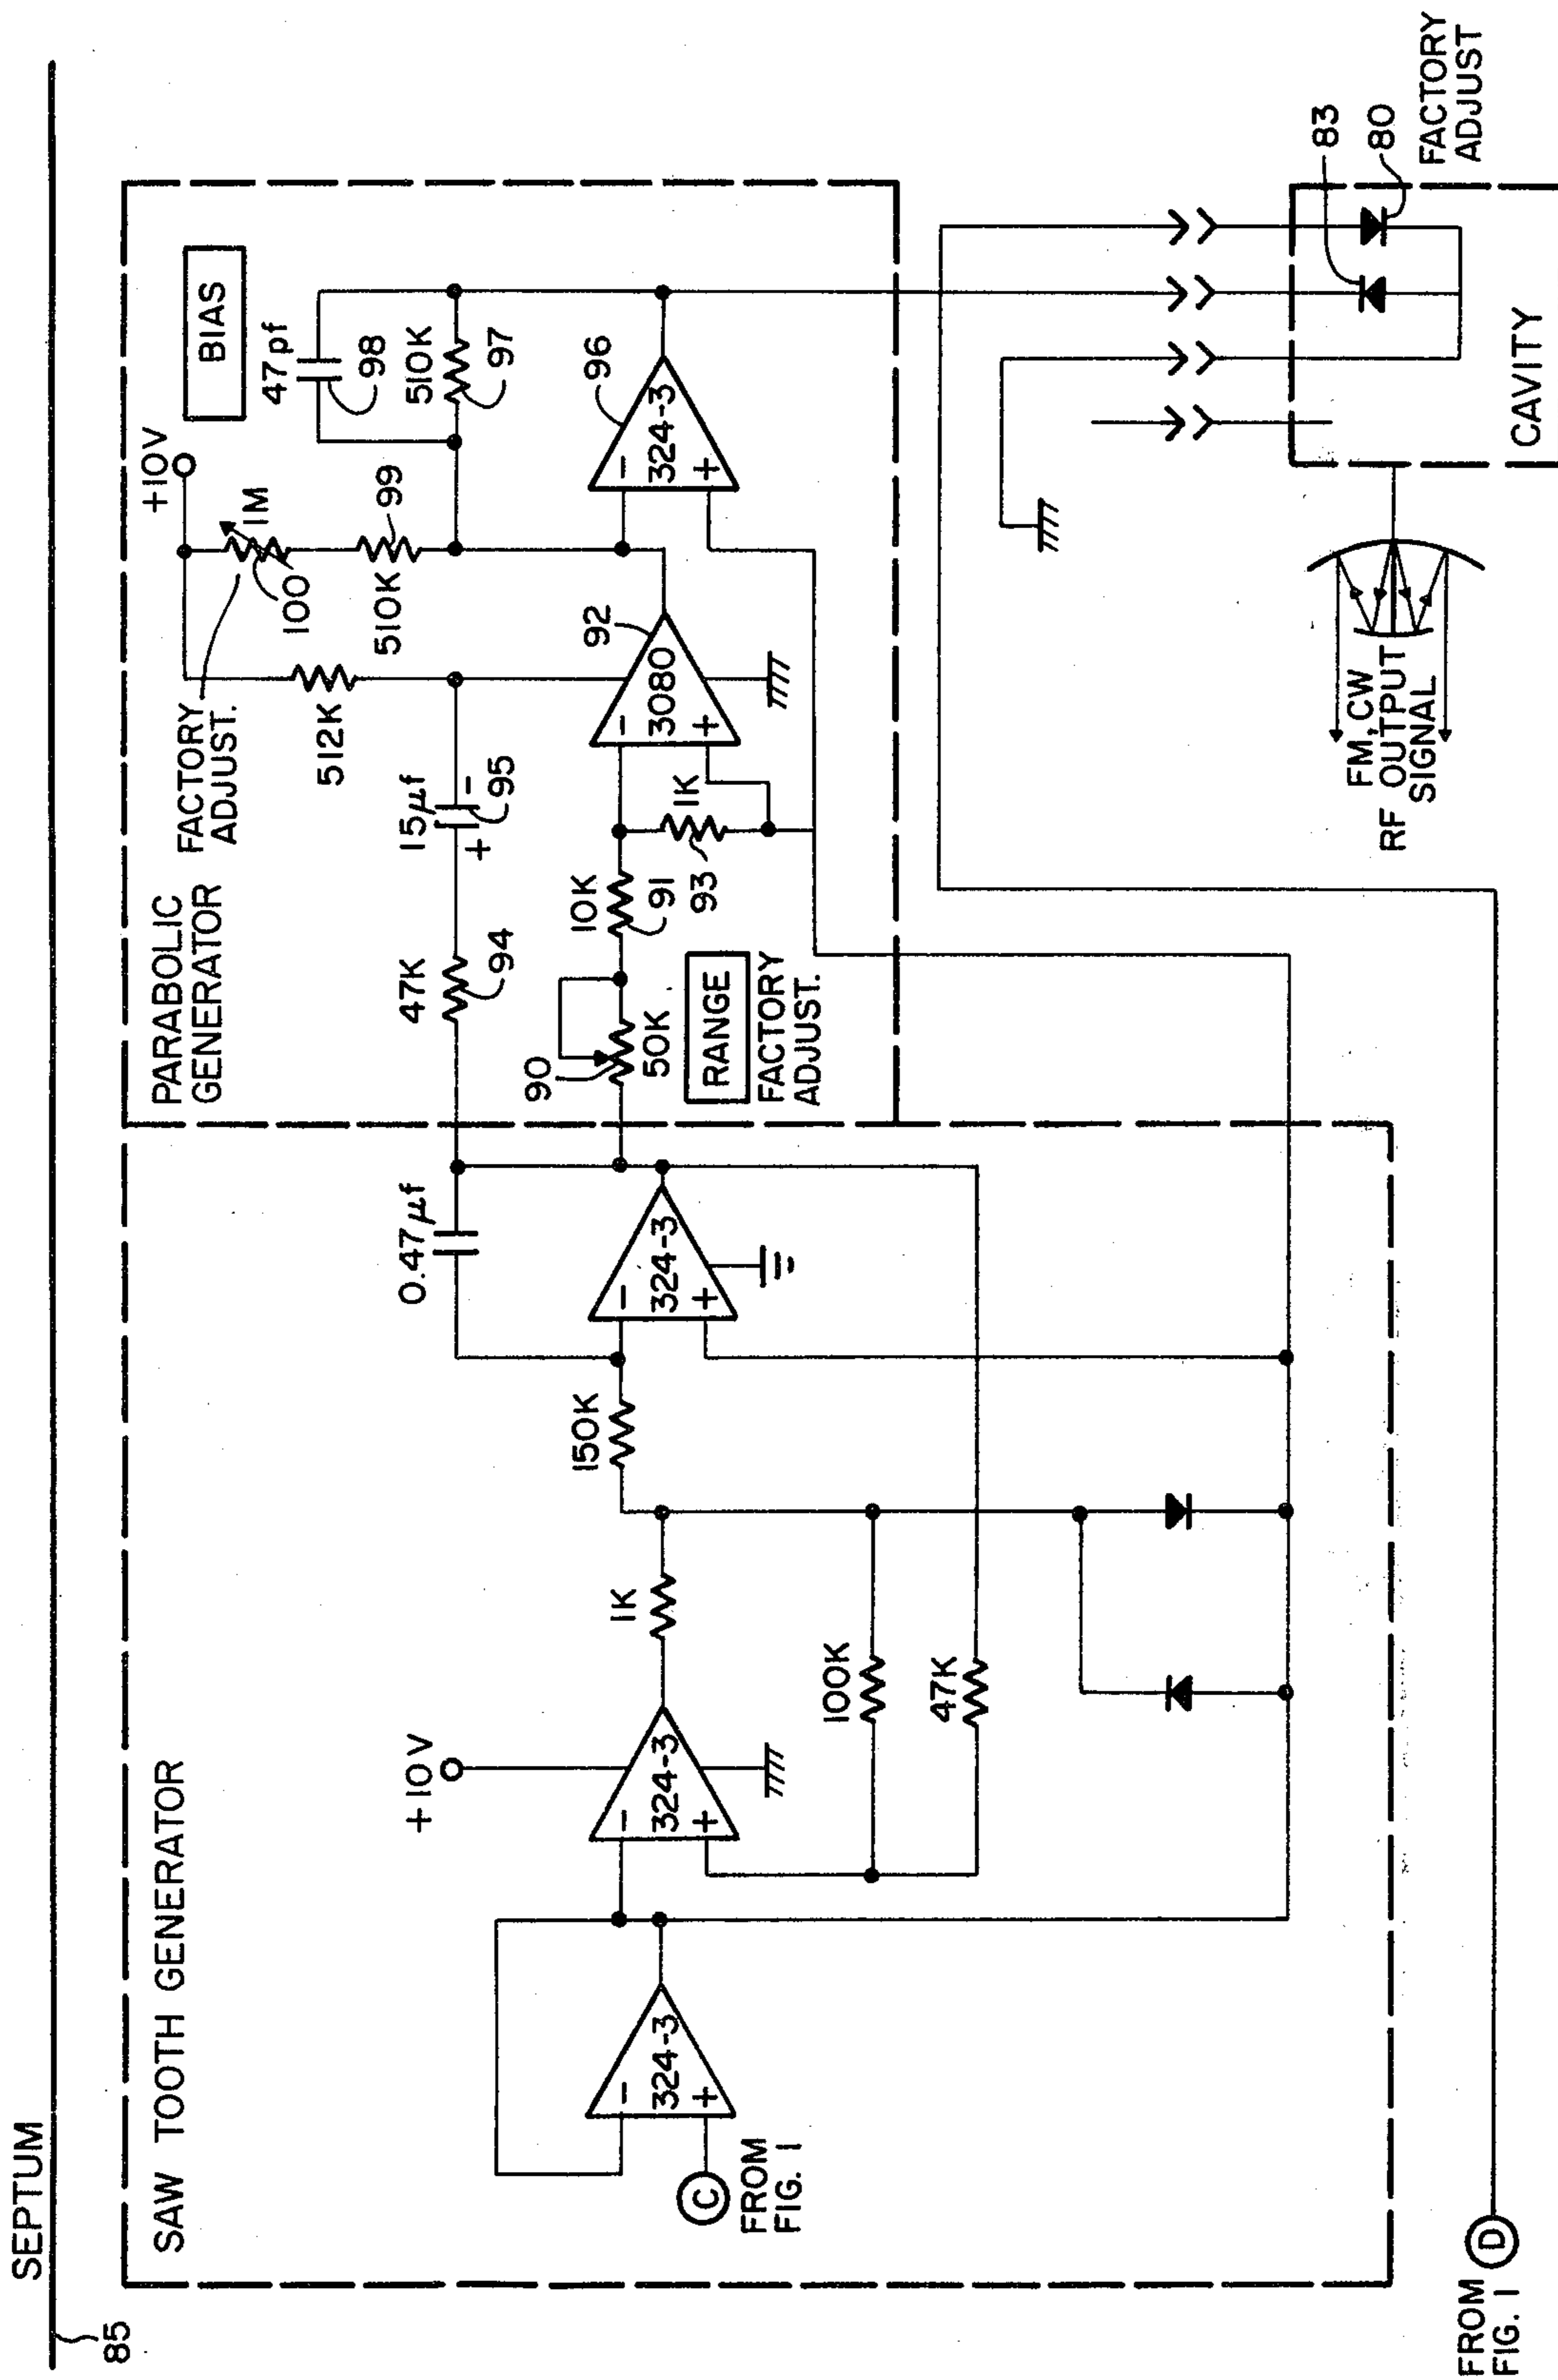 SEPTUM
85
SAW TOOTH GENERATOR
PARABOLIC
GENERATOR
FACTORY
ADJUST.
+10V
BIAS
1M
100
512K
510K
99
47pf
98
510K
97
47K
94
15µf
+
-
95
0.47µf
+10V
C
FROM
FIG. 1
-
324-3
+
-
324-3
+
1K
150K
-
324-3
+
90
50K
10K
91
RANGE
FACTORY
ADJUST.
1K
93
92
-
3080
+
96
-
324-3
+
100K
47K
FM, CW
RF OUTPUT
SIGNAL
83
80
FACTORY
ADJUST
CAVITY
FROM
FIG. 1
D